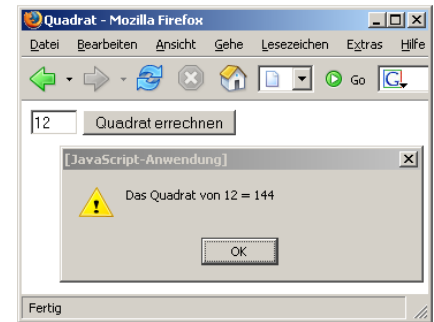 Quadrat - Mozilla Firefox
Datei Bearbeiten Ansicht Gehe Lesezeichen Extras Hilfe
Go G
12 Quadrat errechnen
[JavaScript-Anwendung]
Das Quadrat von 12 = 144
OK
Fertig